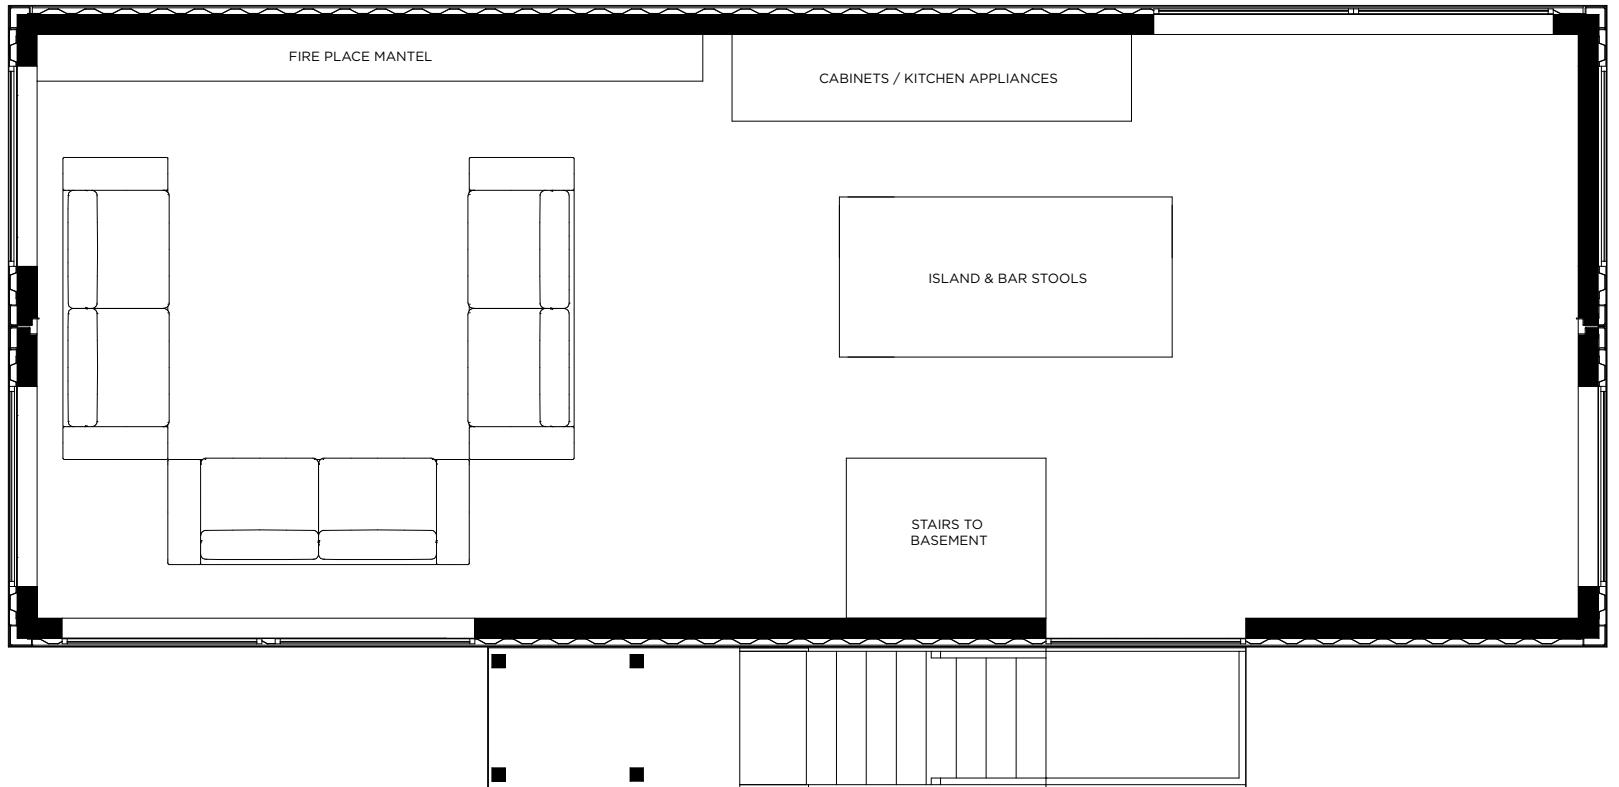 FIRE PLACE MANTEL
CABINETS / KITCHEN APPLIANCES
ISLAND & BAR STOOLS
STAIRS TO
BASEMENT